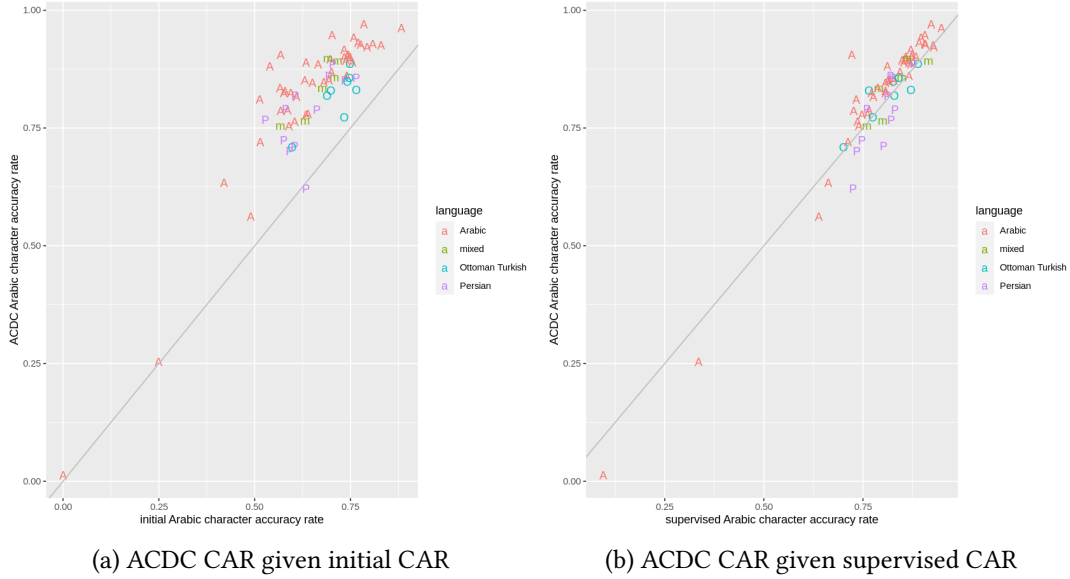 1.00
0.75
0.50
0.25
0.00
ACDC Arabic character accuracy rate
0.00 0.25 0.50 0.75
initial Arabic character accuracy rate
language
a Arabic
a mixed
a Ottoman Turkish
a Persian
(a) ACDC CAR given initial CAR
1.00
0.75
0.50
0.25
0.00
ACDC Arabic character accuracy rate
0.25 0.50 0.75
supervised Arabic character accuracy rate
language
a Arabic
a mixed
a Ottoman Turkish
a Persian
(b) ACDC CAR given supervised CAR